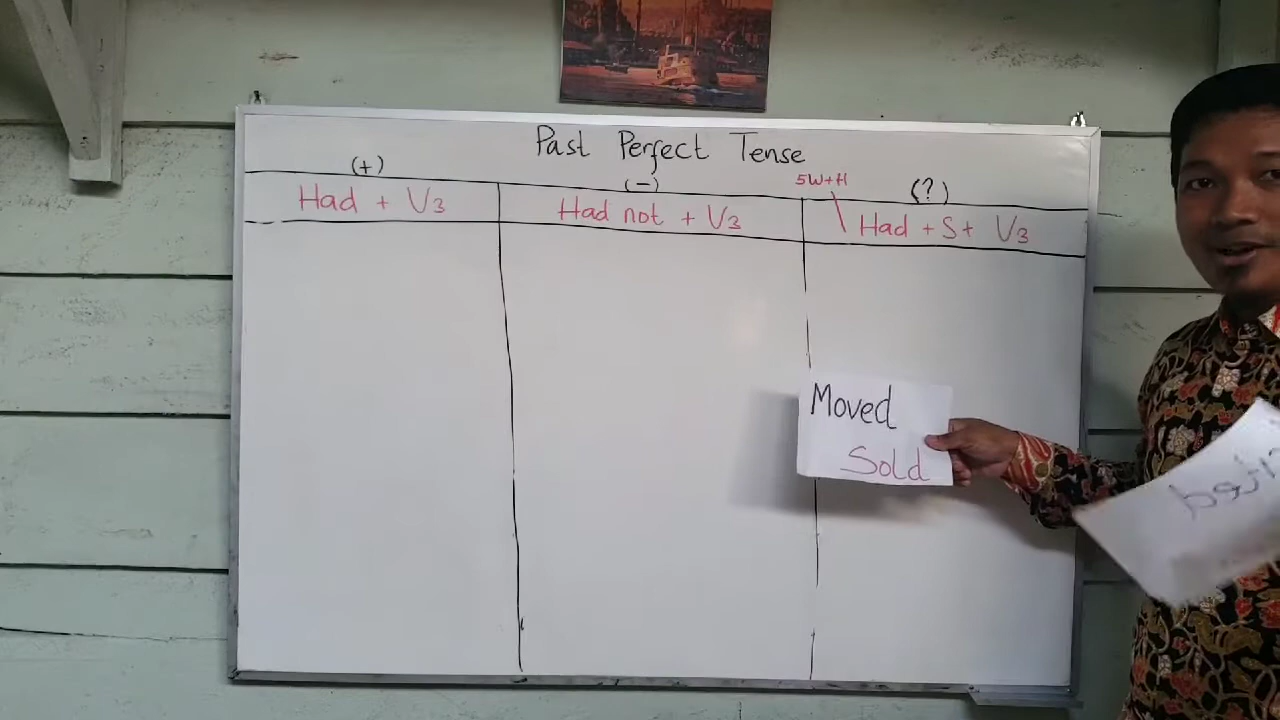 Past Perfect Tense
(+)
(-)
5W+H
(?)
Had + V3
Had not + V3
Had + S + V3
Moved
Sold